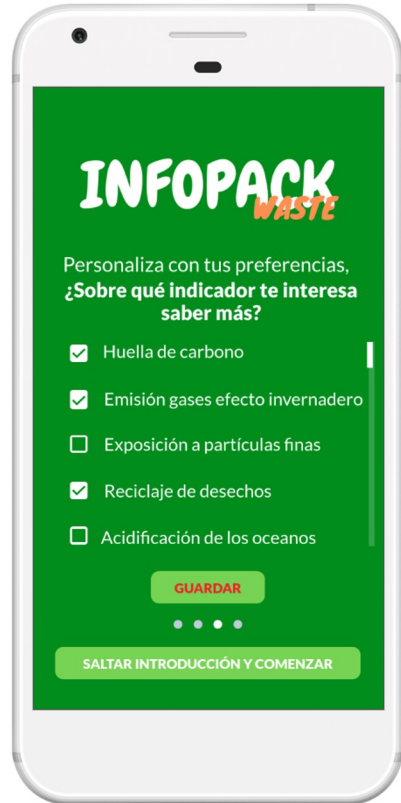 INFOPACK
WASTE
Personaliza con tus preferencias,
¿Sobre qué indicador te interesa
saber más?
Huella de carbono
Emisión gases efecto invernadero
Exposición a partículas finas
Reciclaje de desechos
Acidificación de los oceanos
GUARDAR
SALTAR INTRODUCCIÓN Y COMENZAR